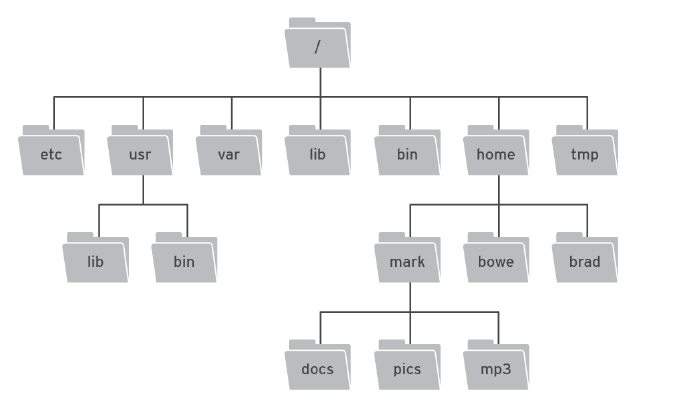 /
etc usr var lib bin home tmp
lib bin mark bowe brad
docs pics mp3